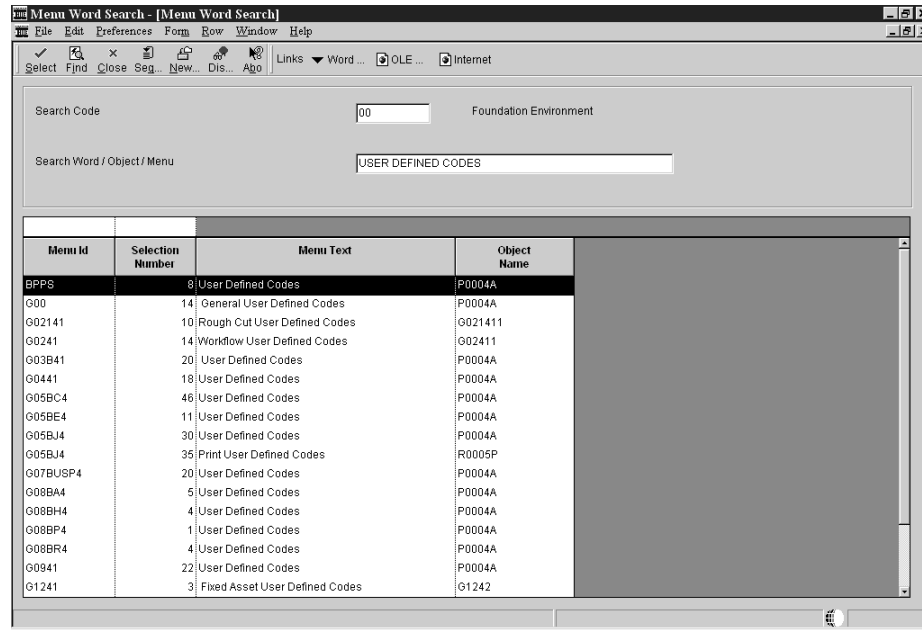 Menu Word Search - [Menu Word Search]
File Edit Preferences Form Row Window Help
Select Find Close Seq... New... Dis... Abo Links Word ... OLE ... Internet
Search Code 00 Foundation Environment
Search Word / Object / Menu USER DEFINED CODES
Menu Id Selection Number Menu Text Object Name
BPPS 8 User Defined Codes P0004A
G00 14 General User Defined Codes P0004A
G02141 10 Rough Cut User Defined Codes G021411
G0241 14 Workflow User Defined Codes G02411
G03B41 20 User Defined Codes P0004A
G0441 18 User Defined Codes P0004A
G05BC4 46 User Defined Codes P0004A
G05BE4 11 User Defined Codes P0004A
G05BJ4 30 User Defined Codes P0004A
G05BJ4 35 Print User Defined Codes R0005P
G07BUSP4 20 User Defined Codes P0004A
G08BA4 5 User Defined Codes P0004A
G08BH4 4 User Defined Codes P0004A
G08BP4 1 User Defined Codes P0004A
G08BR4 4 User Defined Codes P0004A
G0941 22 User Defined Codes P0004A
G1241 3 Fixed Asset User Defined Codes G1242